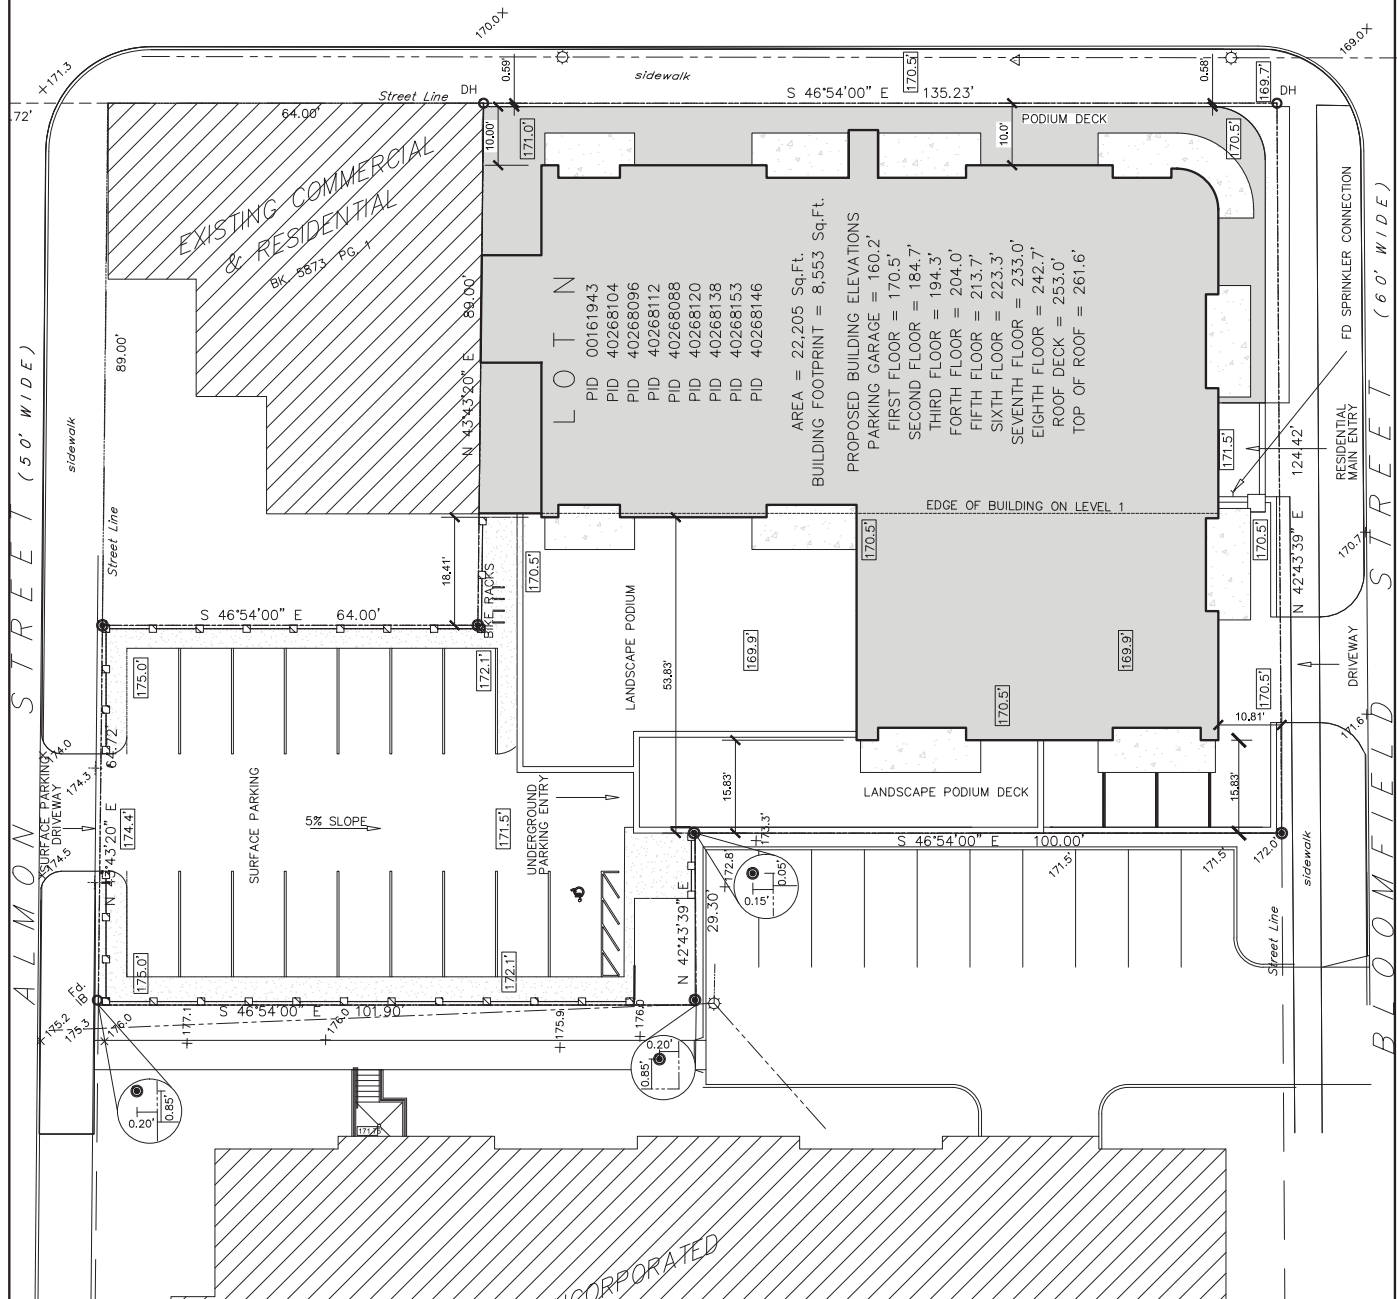 170.0
169.0
171.3
0.59'
sidewalk
170.5'
0.58'
169.7'
.72'
Street Line
DH
S 46°54'00" E 135.23'
DH
64.00'
10.00'
171.0'
10.0'
PODIUM DECK
170.5'
EXISTING COMMERCIAL
& RESIDENTIAL
BK. 5873 PG. 1
89.00'
N 43°43'20" E 89.00'
LOT N
PID 00161943
PID 40268104
PID 40268096
PID 40268112
PID 40268088
PID 40268120
PID 40268138
PID 40268153
PID 40268146
AREA = 22,205 Sq.Ft.
BUILDING FOOTPRINT = 8,553 Sq.Ft.
PROPOSED BUILDING ELEVATIONS
PARKING GARAGE = 160.2'
FIRST FLOOR = 170.5'
SECOND FLOOR = 184.7'
THIRD FLOOR = 194.3'
FORTH FLOOR = 204.0'
FIFTH FLOOR = 213.7'
SIXTH FLOOR = 223.3'
SEVENTH FLOOR = 233.0'
EIGHTH FLOOR = 242.7'
ROOF DECK = 253.0'
TOP OF ROOF = 261.6'
FD SPRINKLER CONNECTION
RESIDENTIAL
MAIN ENTRY
171.5'
124.42'
N 42°43'39" E
ALMON STREET (50' WIDE)
BLOOMFIELD STREET (60' WIDE)
sidewalk
Street Line
EDGE OF BUILDING ON LEVEL 1
170.5'
170.5'
170.5'
170.7
18.41'
BIKE RACKS
S 46°54'00" E 64.00'
LANDSCAPE PODIUM
53.83'
169.9'
169.9'
170.5'
170.5'
DRIVEWAY
175.0'
172.1'
10.81'
171.6
174.0
174.3
64.72'
N 43°43'20" E
SURFACE PARKING
DRIVEWAY
174.4'
174.5
SURFACE PARKING
5% SLOPE
171.5'
UNDERGROUND
PARKING ENTRY
15.83'
LANDSCAPE PODIUM DECK
15.83'
173.3'
S 46°54'00" E 100.00'
172.8'
171.5'
171.5'
172.0'
sidewalk
0.05'
0.15'
N 42°43'39" E
29.30'
Street Line
175.0'
172.1'
Fd.
IB
S 46°54'00" E 101.90'
175.2
175.3
176.0
177.1
176.0
175.9
176.0
0.20'
0.85'
0.85'
0.20'